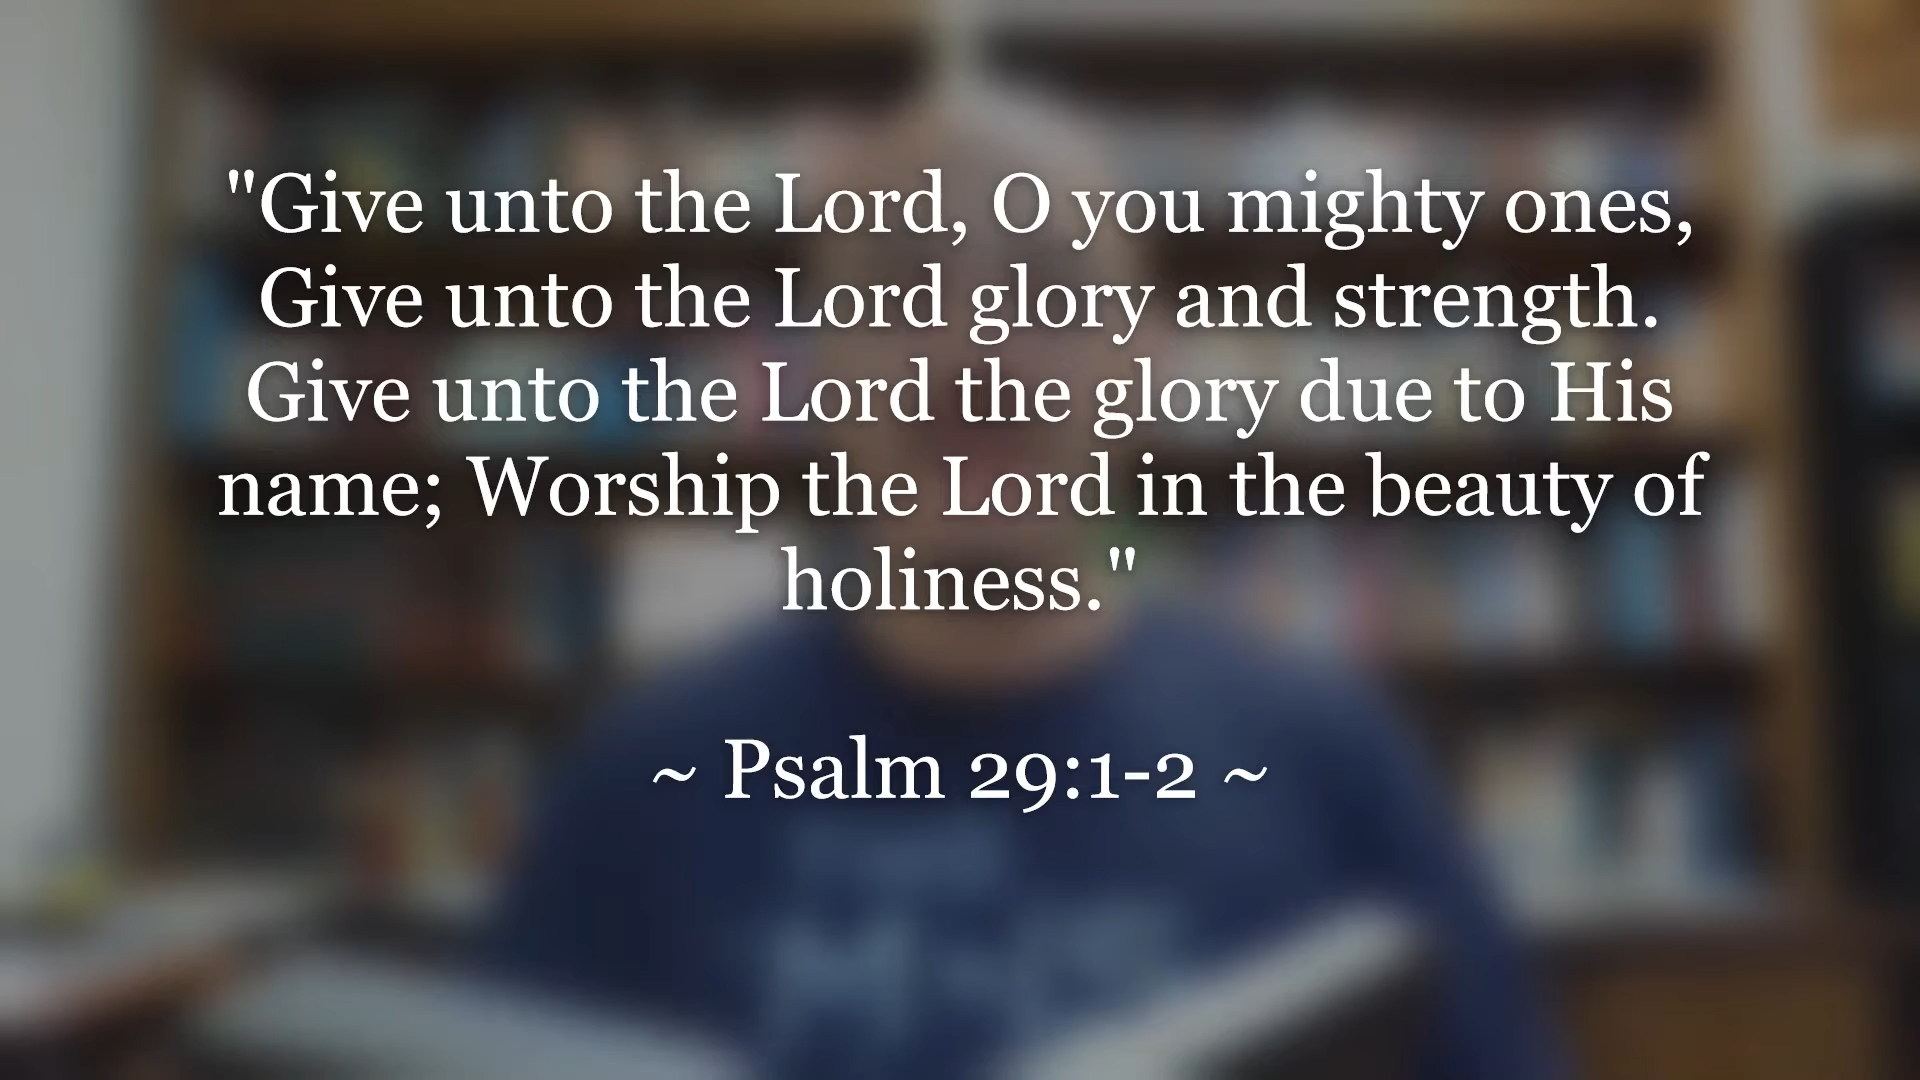 "Give unto the Lord, O you mighty ones,
Give unto the Lord glory and strength.
Give unto the Lord the glory due to His
name; Worship the Lord in the beauty of
holiness."
~ Psalm 29:1-2 ~